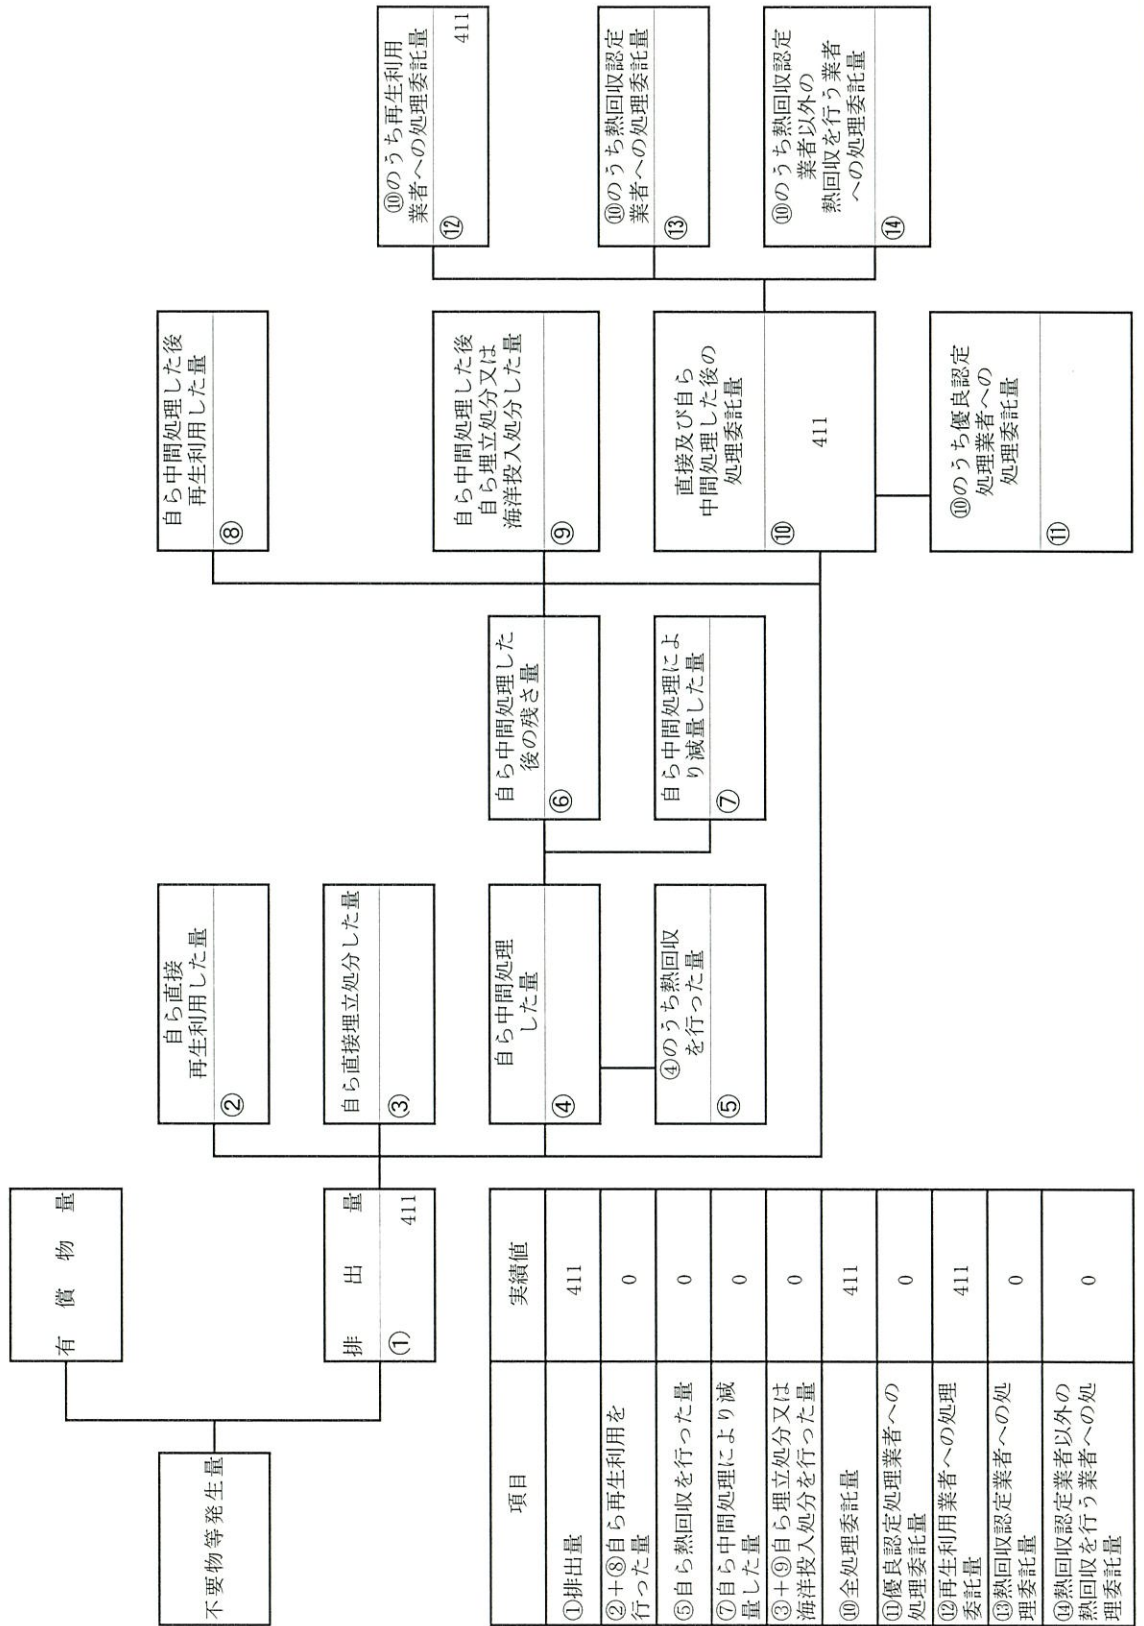 不要物等発生量
有償物量
排出量
① 411
自ら直接
再生利用した量
②
自ら直接埋立処分した量
③
自ら中間処理
した量
④
④のうち熱回収
を行った量
⑤
自ら中間処理した
後の残さ量
⑥
自ら中間処理によ
り減量した量
⑦
自ら中間処理した後
再生利用した量
⑧
自ら中間処理した後
自ら埋立処分又は
海洋投入処分した量
⑨
直接及び自ら
中間処理した後の
処理委託量
⑩ 411
⑩のうち優良認定
処理業者への
処理委託量
⑪
⑩のうち再生利用
業者への処理委託量
⑫ 411
⑩のうち熱回収認定
業者への処理委託量
⑬
⑩のうち熱回収認定
業者以外の
熱回収を行う業者
への処理委託量
⑭
項目 実績値
①排出量 411
②+⑧自ら再生利用を
行った量 0
⑤自ら熱回収を行った量 0
⑦自ら中間処理により減
量した量 0
③+⑨自ら埋立処分又は
海洋投入処分を行った量 0
⑩全処理委託量 411
⑪優良認定処理業者への
処理委託量 0
⑫再生利用業者への処理
委託量 411
⑬熱回収認定業者への処
理委託量 0
⑭熱回収認定業者以外の
熱回収を行う業者への処
理委託量 0